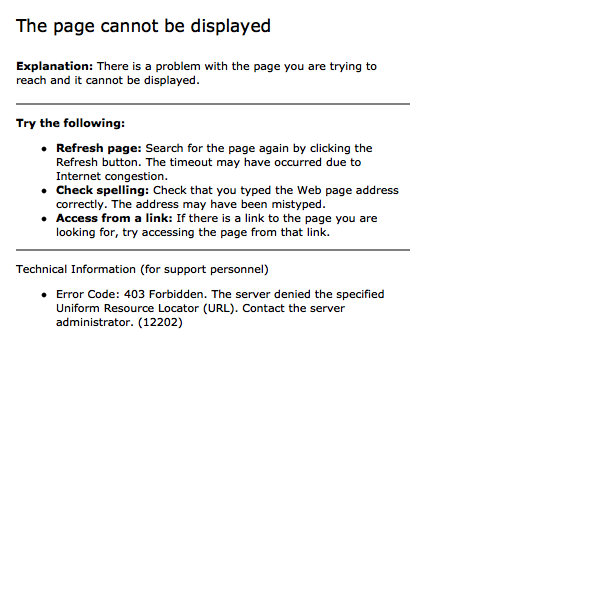 The page cannot be displayed
Explanation: There is a problem with the page you are trying to
reach and it cannot be displayed.
Try the following:
• Refresh page: Search for the page again by clicking the
Refresh button. The timeout may have occurred due to
Internet congestion.
• Check spelling: Check that you typed the Web page address
correctly. The address may have been mistyped.
• Access from a link: If there is a link to the page you are
looking for, try accessing the page from that link.
Technical Information (for support personnel)
• Error Code: 403 Forbidden. The server denied the specified
Uniform Resource Locator (URL). Contact the server
administrator. (12202)